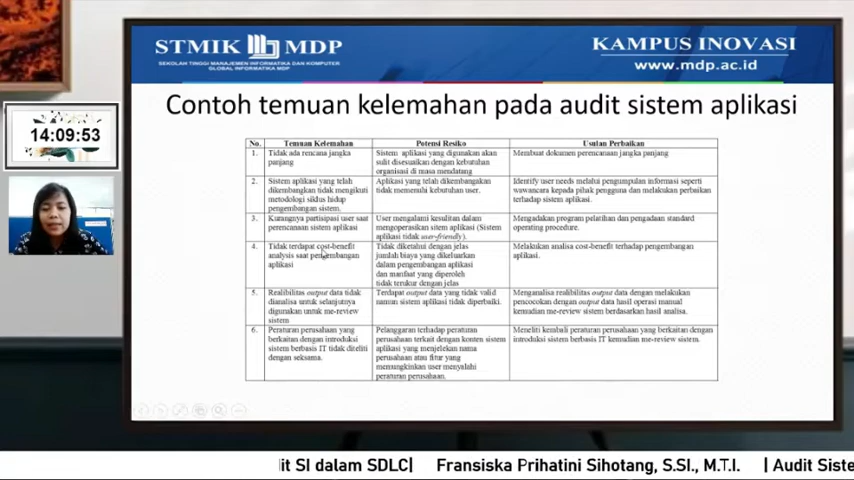 STMIK MDP
SEKOLAH TINGGI MANAJEMEN INFORMATIKA DAN KOMPUTER
GLOBAL INFORMATIKA MDP
KAMPUS INOVASI
www.mdp.ac.id
Contoh temuan kelemahan pada audit sistem aplikasi
14:09:53
No. Temuan Kelemahan Potensi Resiko Usulan Perbaikan
1. Tidak ada rencana jangka
panjang
Sistem aplikasi yang digunakan akan
sulit disesuaikan dengan kebutuhan
organisasi di masa mendatang
Membuat dokumen perencanaan jangka panjang
2. Sistem aplikasi yang telah
dikembangkan tidak mengikuti
metodologi siklus hidup
pengembangan sistem.
Aplikasi yang telah dikembangakan
tidak memenuhi kebutuhan user.
Identify user needs melalui pengumpulan informasi seperti
wawancara kepada pihak pengguna dan melakukan perbaikan
terhadap sistem aplikasi.
3. Kurangnya partisipasi user saat
perencanaan sistem aplikasi
User mengalami kesulitan dalam
mengoperasikan sitem aplikasi (Sistem
aplikasi tidak user-friendly).
Mengadakan program pelatihan dan pengadaan standard
operating procedure.
4. Tidak terdapat cost-benefit
analysis saat pengembangan
aplikasi
Tidak diketahui dengan jelas
jumlah biaya yang dikeluarkan
dalam pengembangan aplikasi
dan manfaat yang diperoleh
tidak terukur dengan jelas
Melakukan analisa cost-benefit terhadap pengembangan
aplikasi.
5. Realibilitas output data tidak
dianalisa untuk selanjutnya
digunakan untuk me-review
sistem
Terdapat output data yang tidak valid
namun sistem aplikasi tidak diperbaiki.
Menganalisa realibilitas output data dengan melakukan
pencocokan dengan output data hasil operasi manual
kemudian me-review sistem berdasarkan hasil analisa.
6. Peraturan perusahaan yang
berkaitan dengan introduksi
sistem berbasis IT tidak diteliti
dengan seksama.
Pelanggaran terhadap peraturan
perusahaan terkait dengan konten sistem
aplikasi yang menjelekan nama
perusahaan atau fitur yang
memungkinkan user menyalahi
peraturan perusahaan.
Meneliti kembali peraturan perusahaan yang berkaitan dengan
introduksi sistem berbasis IT kemudian me-review sistem.
it SI dalam SDLC| Fransiska Prihatini Sihotang, S.SI., M.T.I. | Audit Siste